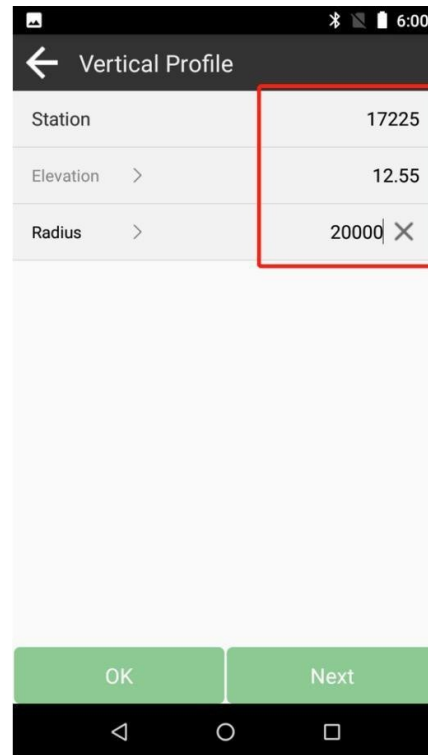 6:00
Vertical Profile
Station 17225
Elevation > 12.55
Radius > 20000
OK Next